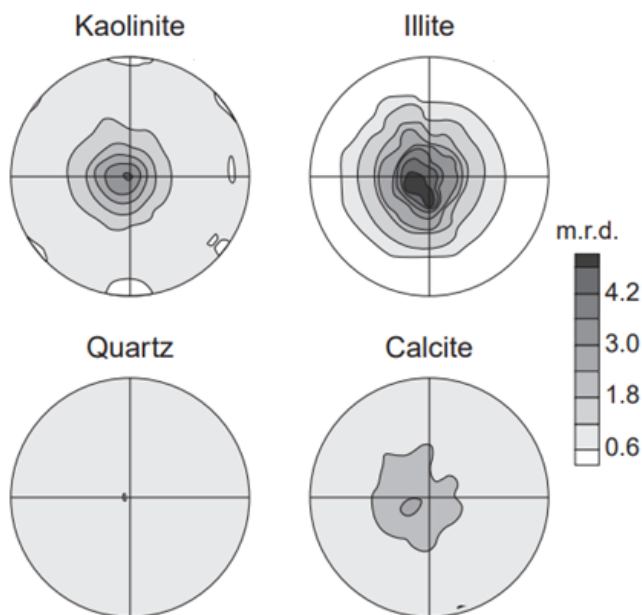 Kaolinite
Illite
m.r.d.
4.2
3.0
1.8
0.6
Quartz
Calcite